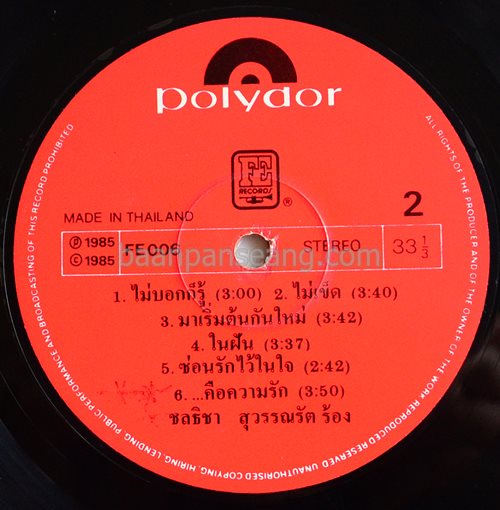 polydor
FE
RECORDS
®
2
MADE IN THAILAND
℗ 1985
© 1985
FE006
STEREO
33 1/3
baanpanseang.com
1. ไม่บอกก็รู้ (3:00) 2. ไม่เข็ด (3:40)
3. มาเริ่มต้นกันใหม่ (3:42)
4. ในฝัน (3:37)
5. ซ่อนรักไว้ในใจ (2:42)
6. ...คือความรัก (3:50)
ชลธิชา สุวรรณรัต ร้อง
ALL RIGHTS OF THE PRODUCER AND OF THE OWNER OF THE WORK REPRODUCED RESERVED UNAUTHORISED COPYING, HIRING, LENDING, PUBLIC PERFORMANCE AND BROADCASTING OF THIS RECORD PROHIBITED